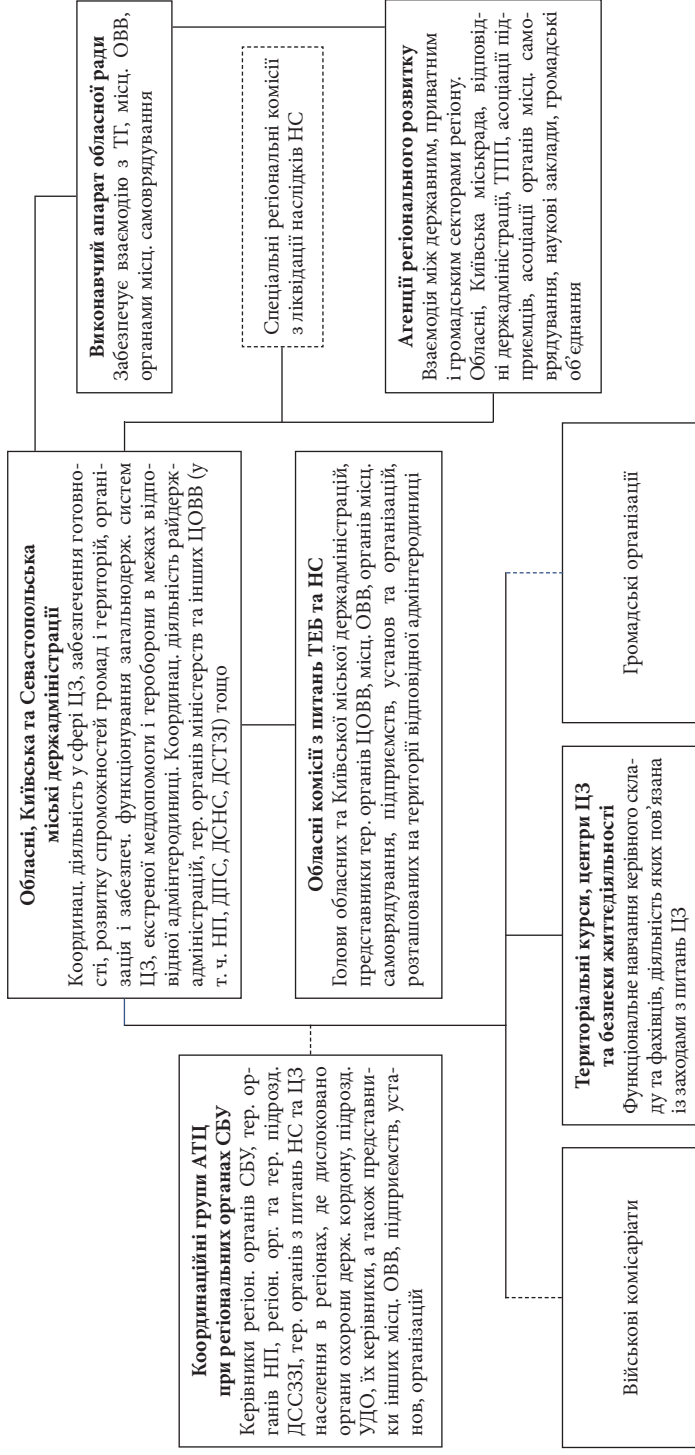 Обласні, Київська та Севастопольська
міські держадміністрації
Координац. діяльність у сфері ЦЗ, забезпечення готовно-
сті, розвитку спроможностей громад і територій, органі-
зація і забезпеч. функціонування загальнодерж. систем
ЦЗ, екстреної меддопомоги і тероборони в межах відпо-
відної адмінтеродиниці. Координац. діяльність райдерж-
адміністрацій, тер. органів міністерств та інших ЦОВВ (у
т. ч. НП, ДПС, ДСНС, ДСТЗІ) тощо
Виконавчий апарат обласної ради
Забезпечує взаємодію з ТГ, місц. ОВВ,
органами місц. самоврядування
Координаційні групи АТЦ
при регіональних органах СБУ
Керівники регіон. органів СБУ, тер. ор-
ганів НП, регіон. орг. та тер. підрозд.
ДССЗЗІ, тер. органів з питань НС та ЦЗ
населення в регіонах, де дислоковано
органи охорони держ. кордону, підрозд.
УДО, їх керівники, а також представни-
ки інших місц. ОВВ, підприємств, уста-
нов, організацій
Обласні комісії з питань ТЕБ та НС
Голови обласних та Київської міської держадміністрацій,
представники тер. органів ЦОВВ, місц. ОВВ, органів місц.
самоврядування, підприємств, установ та організацій,
розташованих на території відповідної адмінтеродиниці
Спеціальні регіональні комісії
з ліквідації наслідків НС
Агенції регіонального розвитку
Взаємодія між державним, приватним
і громадським секторами регіону.
Обласні, Київська міськрада, відповід-
ні держадміністрації, ТПП, асоціації під-
приємців, асоціації органів місц. само-
врядування, наукові заклади, громадські
об’єднання
Військові комісаріати
Територіальні курси, центри ЦЗ
та безпеки життєдіяльності
Функціональне навчання керівного скла-
ду та фахівців, діяльність яких пов’язана
із заходами з питань ЦЗ
Громадські організації